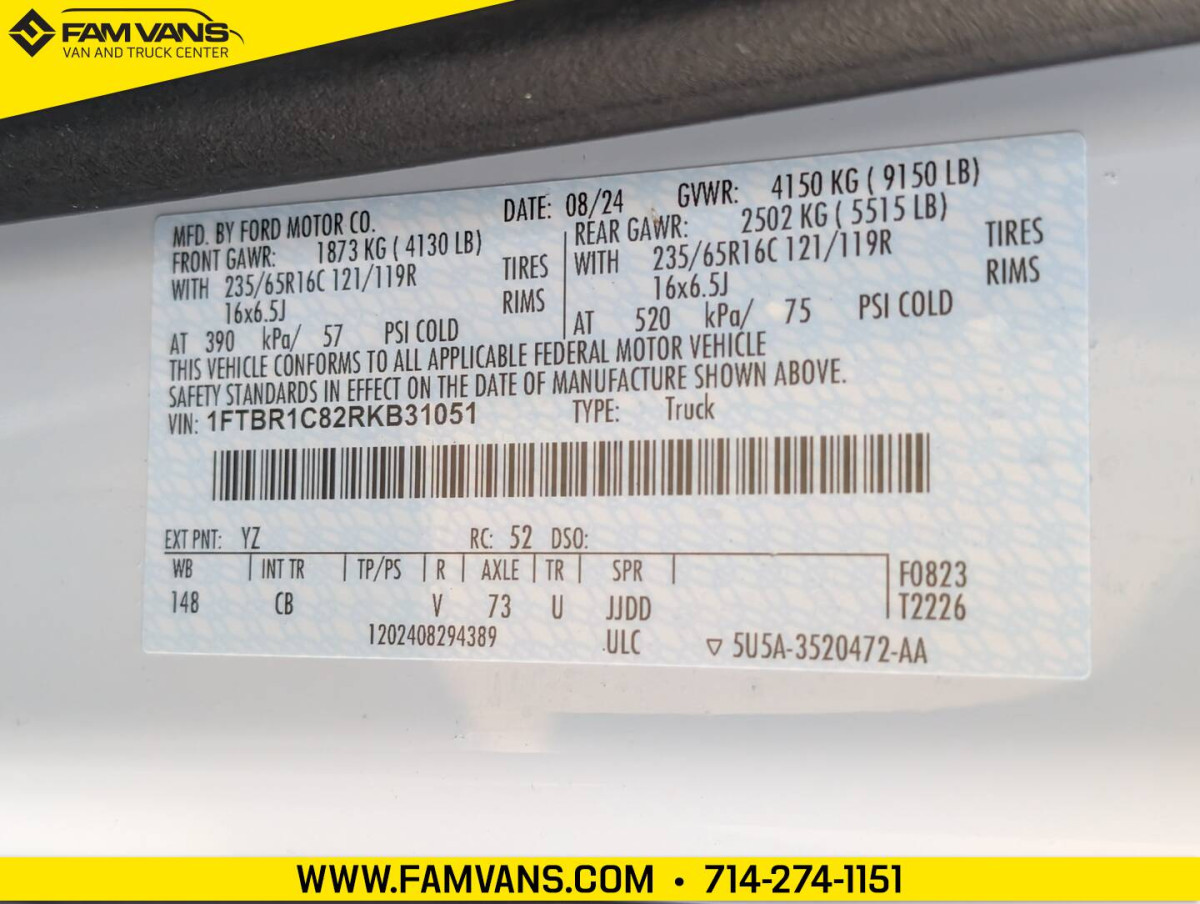 FAM VANS
VAN AND TRUCK CENTER
MFD. BY FORD MOTOR CO. DATE: 08/24 GVWR: 4150 KG ( 9150 LB)
FRONT GAWR: 1873 KG ( 4130 LB) REAR GAWR: 2502 KG ( 5515 LB)
WITH 235/65R16C 121/119R TIRES WITH 235/65R16C 121/119R TIRES
16x6.5J RIMS 16x6.5J RIMS
AT 390 kPa/ 57 PSI COLD AT 520 kPa/ 75 PSI COLD
THIS VEHICLE CONFORMS TO ALL APPLICABLE FEDERAL MOTOR VEHICLE
SAFETY STANDARDS IN EFFECT ON THE DATE OF MANUFACTURE SHOWN ABOVE.
VIN: 1FTBR1C82RKB31051 TYPE: Truck
EXT PNT: YZ RC: 52 DSO:
WB INT TR TP/PS R AXLE TR SPR F0823
148 CB V 73 U JJDD T2226
1202408294389 .ULC ▽ 5U5A-3520472-AA
WWW.FAMVANS.COM • 714-274-1151